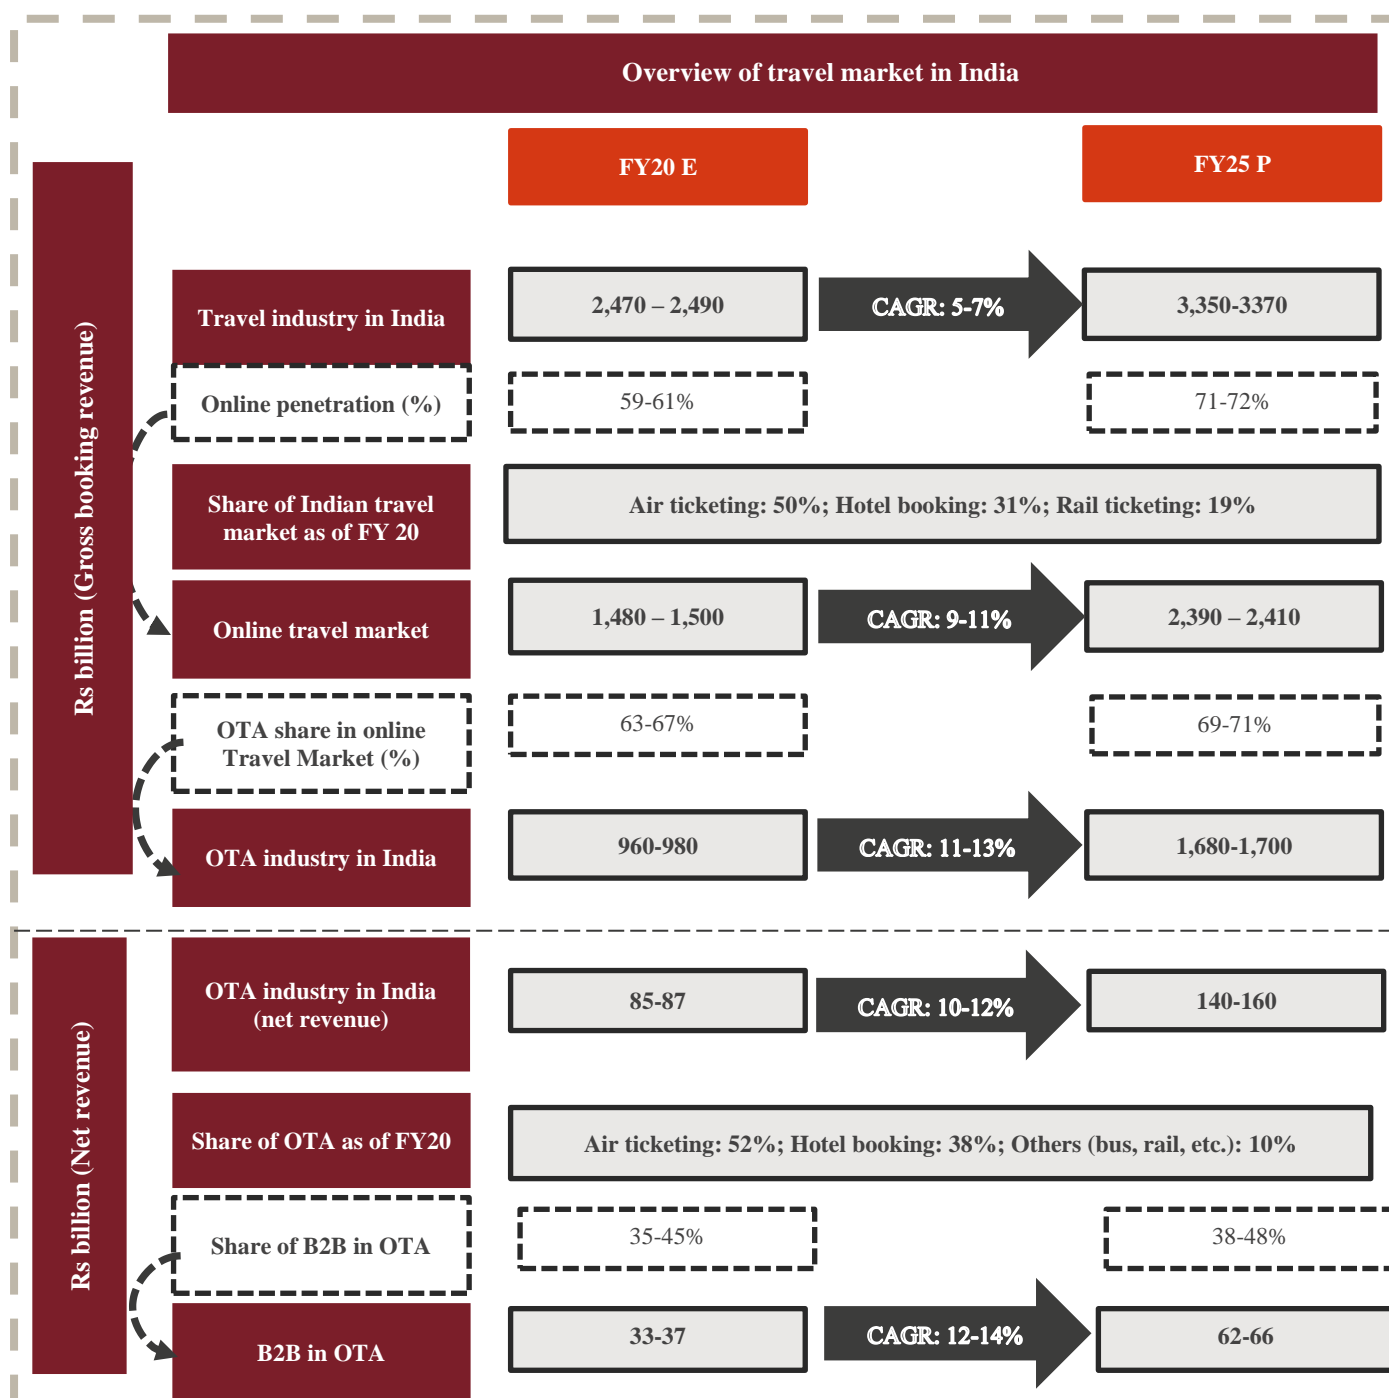 Overview of travel market in India
FY20 E
FY25 P
Rs billion (Gross booking revenue)
Travel industry in India
2,470 – 2,490
CAGR: 5-7%
3,350-3370
Online penetration (%)
59-61%
71-72%
Share of Indian travel
market as of FY 20
Air ticketing: 50%; Hotel booking: 31%; Rail ticketing: 19%
Online travel market
1,480 – 1,500
CAGR: 9-11%
2,390 – 2,410
OTA share in online
Travel Market (%)
63-67%
69-71%
OTA industry in India
960-980
CAGR: 11-13%
1,680-1,700
Rs billion (Net revenue)
OTA industry in India
(net revenue)
85-87
CAGR: 10-12%
140-160
Share of OTA as of FY20
Air ticketing: 52%; Hotel booking: 38%; Others (bus, rail, etc.): 10%
Share of B2B in OTA
35-45%
38-48%
B2B in OTA
33-37
CAGR: 12-14%
62-66